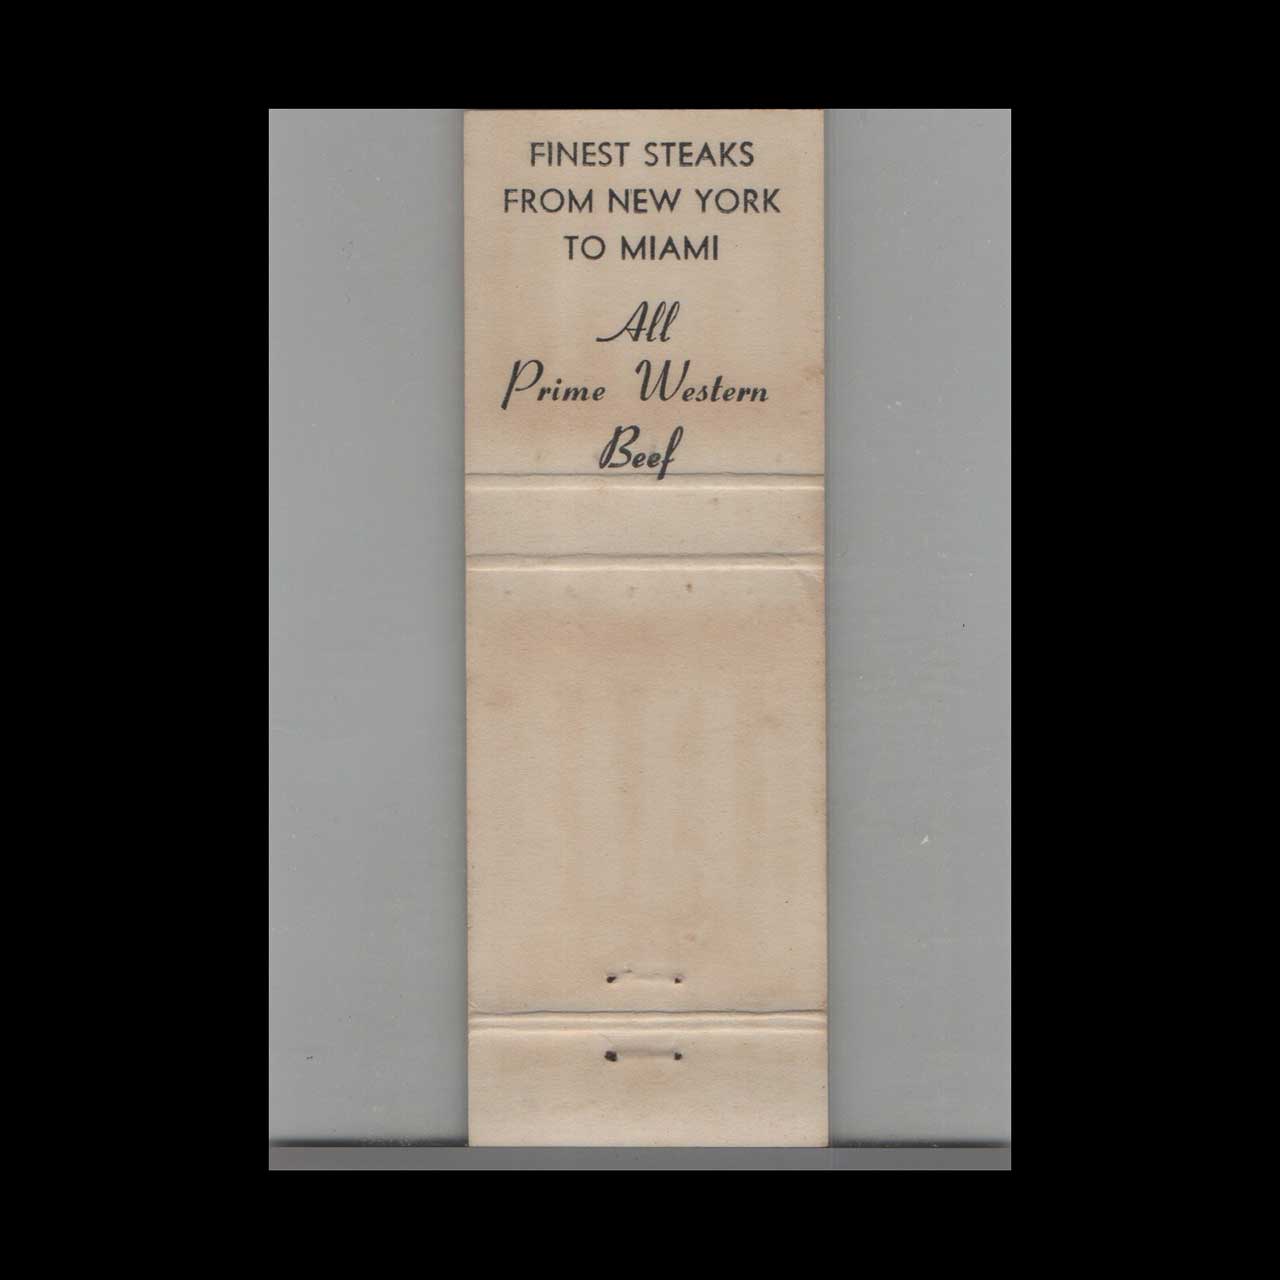 FINEST STEAKS
FROM NEW YORK
TO MIAMI
All
Prime Western
Beef